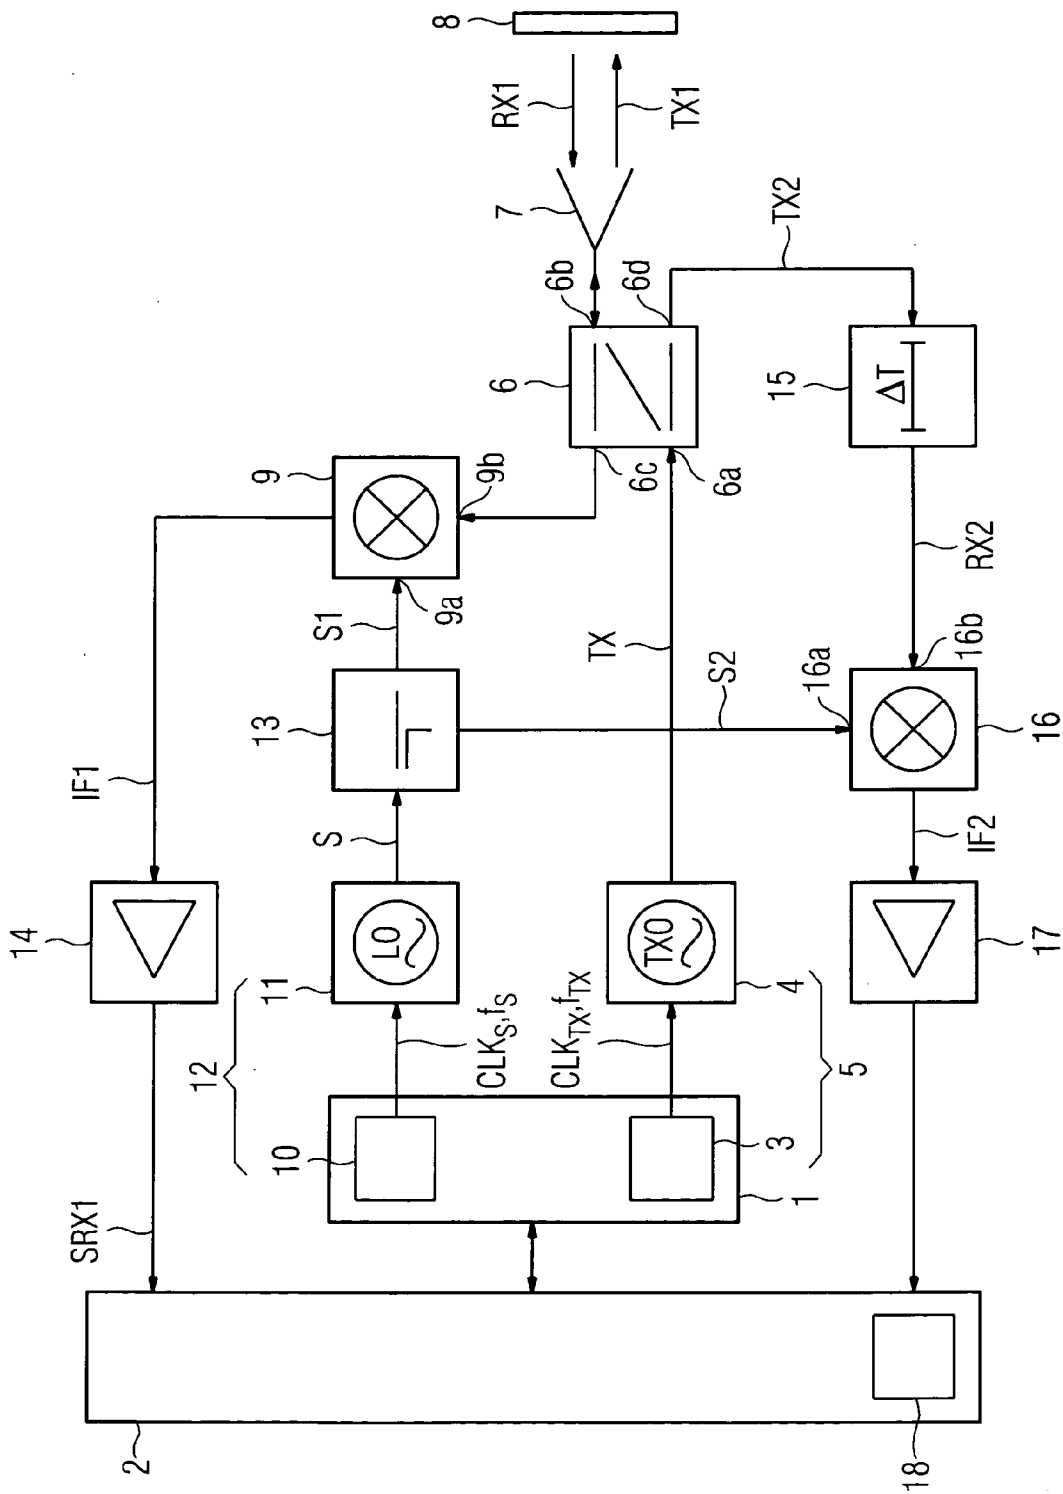 8
RX1
TX1
7
TX2
6b
6d
6
15
ΔT
9
9b
6c
6a
RX2
S1
9a
TX
S2
16a
16b
13
16
IF1
S
IF2
14
11
LO
TXO
4
17
12
CLKS,fS
CLKTX,fTX
5
10
3
1
SRX1
2
18